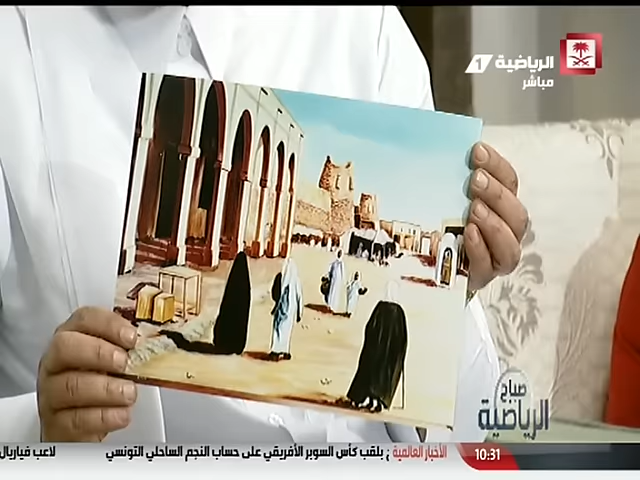 الرياضية 1
مباشر
صباح
الرياضية
10:31 الأخبار العالمية بلقب كأس السوبر الأفريقي على حساب النجم الساحلي التونسي لاعب فياريال